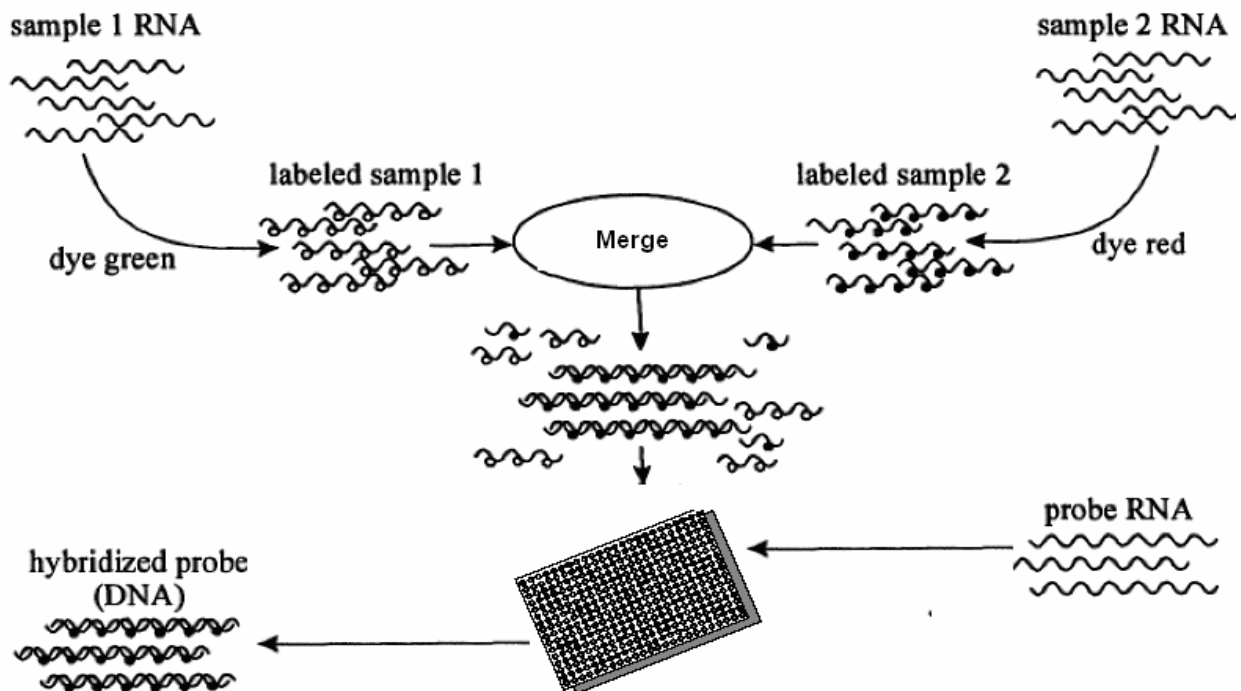 sample 1 RNA
sample 2 RNA
labeled sample 1
labeled sample 2
dye green
Merge
dye red
probe RNA
hybridized probe
(DNA)